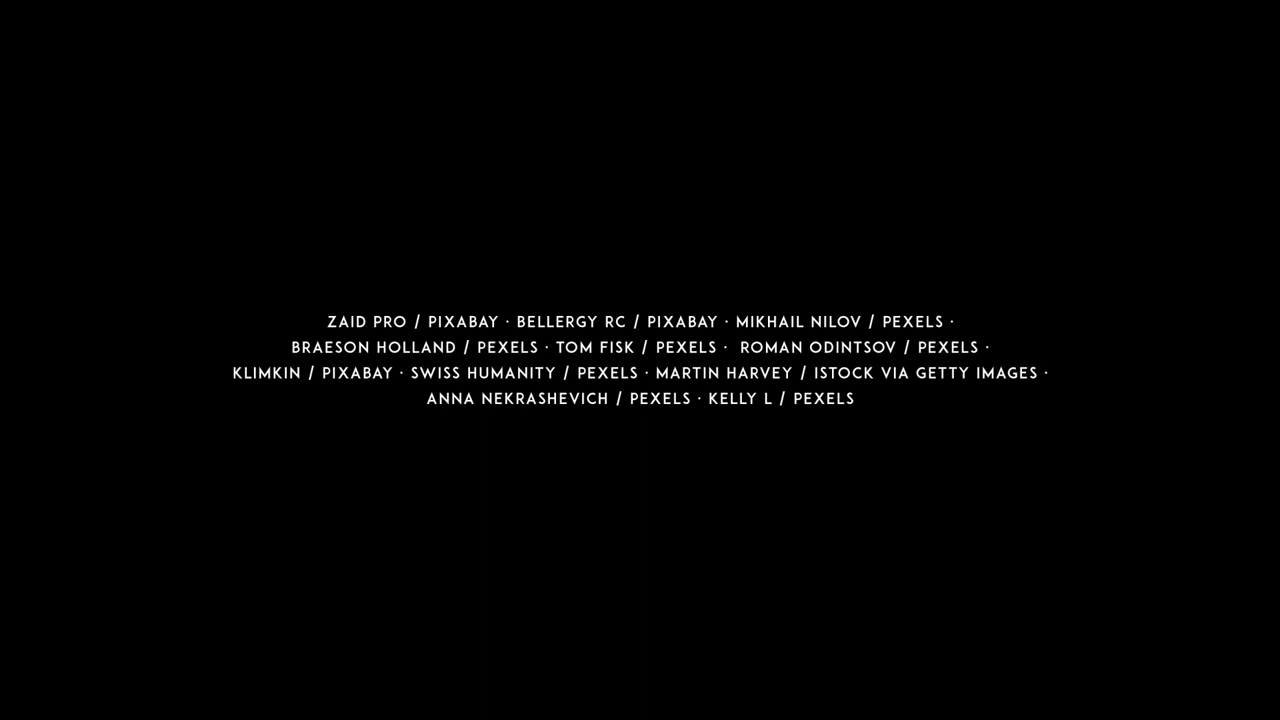 ZAID PRO / PIXABAY · BELLERGY RC / PIXABAY · MIKHAIL NILOV / PEXELS ·
BRAESON HOLLAND / PEXELS · TOM FISK / PEXELS · ROMAN ODINTSOV / PEXELS ·
KLIMKIN / PIXABAY · SWISS HUMANITY / PEXELS · MARTIN HARVEY / ISTOCK VIA GETTY IMAGES ·
ANNA NEKRASHEVICH / PEXELS · KELLY L / PEXELS